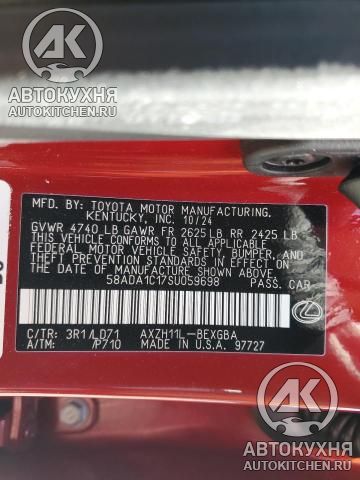 АК
АВТОКУХНЯ
AUTOKITCHEN.RU
MFD. BY: TOYOTA MOTOR MANUFACTURING,
KENTUCKY, INC. 10/24
GVWR 4740 LB GAWR FR 2625 LB RR 2425 LB
THIS VEHICLE CONFORMS TO ALL APPLICABLE
FEDERAL MOTOR VEHICLE SAFETY, BUMPER, AND
THEFT PREVENTION STANDARDS IN EFFECT ON
THE DATE OF MANUFACTURE SHOWN ABOVE.
58ADA1C17SU059698 PASS. CAR
C/TR: 3R1/LD71 AXZH11L-BEXGBA
A/TM: /P710 MADE IN U.S.A. 97727
АК
АВТОКУХНЯ
AUTOKITCHEN.RU